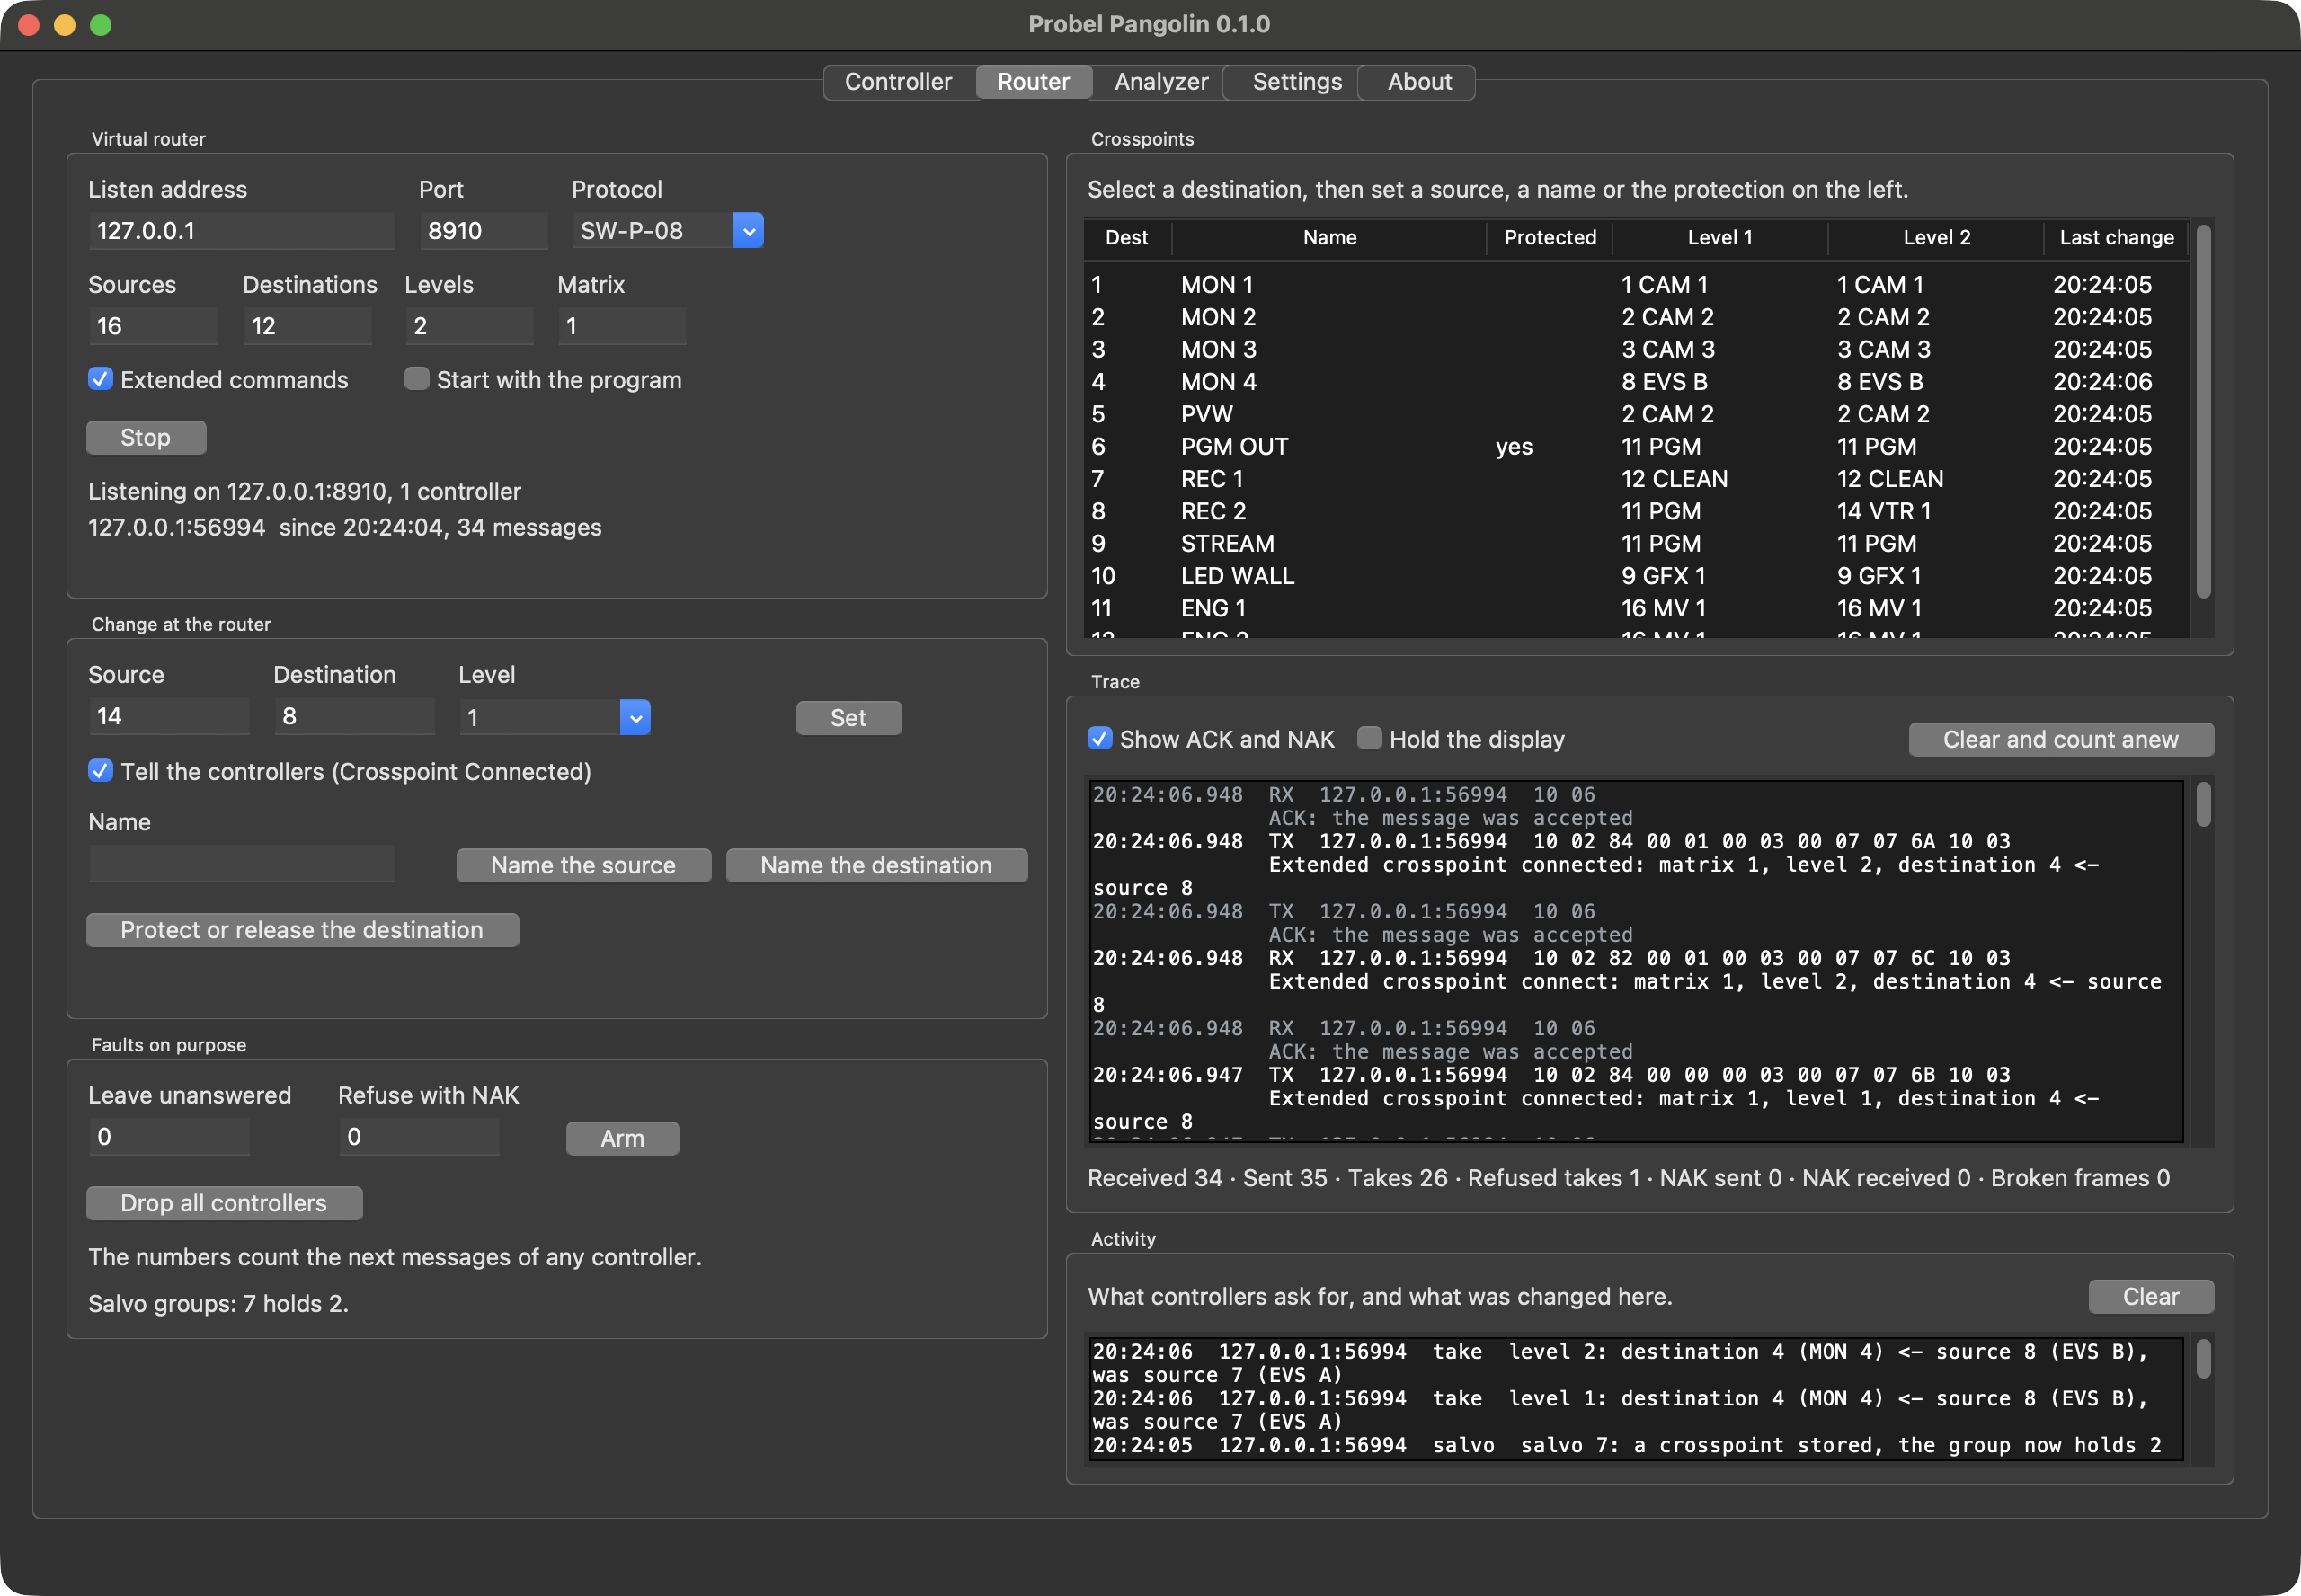 Probel Pangolin 0.1.0
Controller Router Analyzer Settings About
Virtual router
Listen address Port Protocol
127.0.0.1 8910 SW-P-08
Sources Destinations Levels Matrix
16 12 2 1
Extended commands Start with the program
Stop
Listening on 127.0.0.1:8910, 1 controller
127.0.0.1:56994 since 20:24:04, 34 messages
Change at the router
Source Destination Level
14 8 1 Set
Tell the controllers (Crosspoint Connected)
Name
Name the source Name the destination
Protect or release the destination
Faults on purpose
Leave unanswered Refuse with NAK
0 0 Arm
Drop all controllers
The numbers count the next messages of any controller.
Salvo groups: 7 holds 2.
Crosspoints
Select a destination, then set a source, a name or the protection on the left.
Dest Name Protected Level 1 Level 2 Last change
1 MON 1 1 CAM 1 1 CAM 1 20:24:05
2 MON 2 2 CAM 2 2 CAM 2 20:24:05
3 MON 3 3 CAM 3 3 CAM 3 20:24:05
4 MON 4 8 EVS B 8 EVS B 20:24:06
5 PVW 2 CAM 2 2 CAM 2 20:24:05
6 PGM OUT yes 11 PGM 11 PGM 20:24:05
7 REC 1 12 CLEAN 12 CLEAN 20:24:05
8 REC 2 11 PGM 14 VTR 1 20:24:05
9 STREAM 11 PGM 11 PGM 20:24:05
10 LED WALL 9 GFX 1 9 GFX 1 20:24:05
11 ENG 1 16 MV 1 16 MV 1 20:24:05
12 ENG 2 16 MV 1 16 MV 1 20:24:05
Trace
Show ACK and NAK Hold the display Clear and count anew
20:24:06.948 RX 127.0.0.1:56994 10 06
ACK: the message was accepted
20:24:06.948 TX 127.0.0.1:56994 10 02 84 00 01 00 03 00 07 07 6A 10 03
Extended crosspoint connected: matrix 1, level 2, destination 4 <-
source 8
20:24:06.948 TX 127.0.0.1:56994 10 06
ACK: the message was accepted
20:24:06.948 RX 127.0.0.1:56994 10 02 82 00 01 00 03 00 07 07 6C 10 03
Extended crosspoint connect: matrix 1, level 2, destination 4 <- source
8
20:24:06.948 RX 127.0.0.1:56994 10 06
ACK: the message was accepted
20:24:06.947 TX 127.0.0.1:56994 10 02 84 00 00 00 03 00 07 07 6B 10 03
Extended crosspoint connected: matrix 1, level 1, destination 4 <-
source 8
20:24:06.947 TX 127.0.0.1:56994 10 06
Received 34 · Sent 35 · Takes 26 · Refused takes 1 · NAK sent 0 · NAK received 0 · Broken frames 0
Activity
What controllers ask for, and what was changed here. Clear
20:24:06 127.0.0.1:56994 take level 2: destination 4 (MON 4) <- source 8 (EVS B),
was source 7 (EVS A)
20:24:06 127.0.0.1:56994 take level 1: destination 4 (MON 4) <- source 8 (EVS B),
was source 7 (EVS A)
20:24:05 127.0.0.1:56994 salvo salvo 7: a crosspoint stored, the group now holds 2